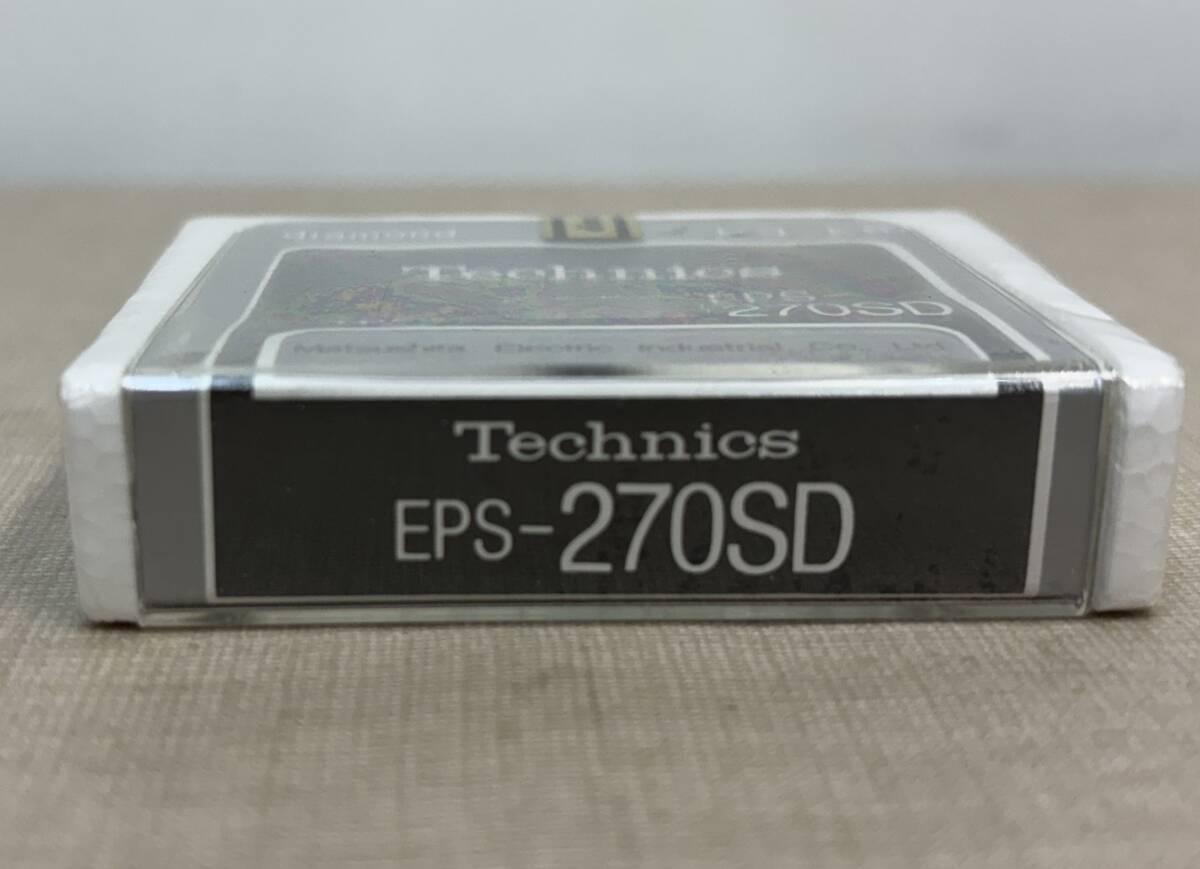 diamond
Technics
EPS
270SD
Matsushita Electric Industrial Co., Ltd.
Technics
EPS-270SD